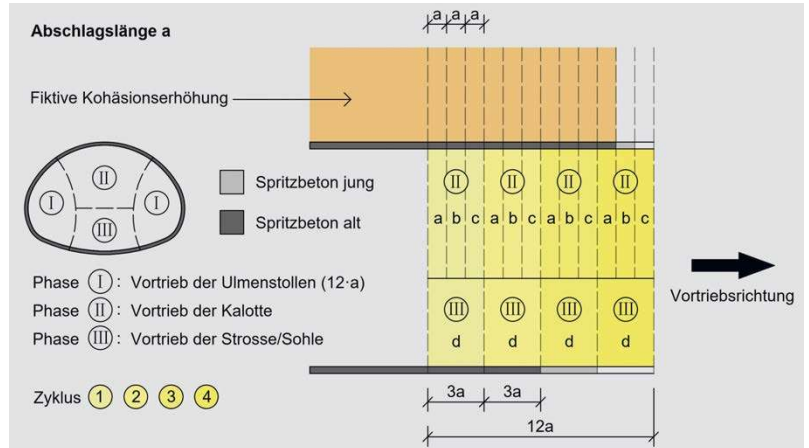 Abschlagslänge a
a a a
Fiktive Kohäsionserhöhung
II
I I
III
Spritzbeton jung
Spritzbeton alt
II II II II
a b c a b c a b c a b c
III III III III
d d d d
Vortriebsrichtung
Phase I : Vortrieb der Ulmenstollen (12·a)
Phase II : Vortrieb der Kalotte
Phase III : Vortrieb der Strosse/Sohle
Zyklus 1 2 3 4
3a 3a
12a